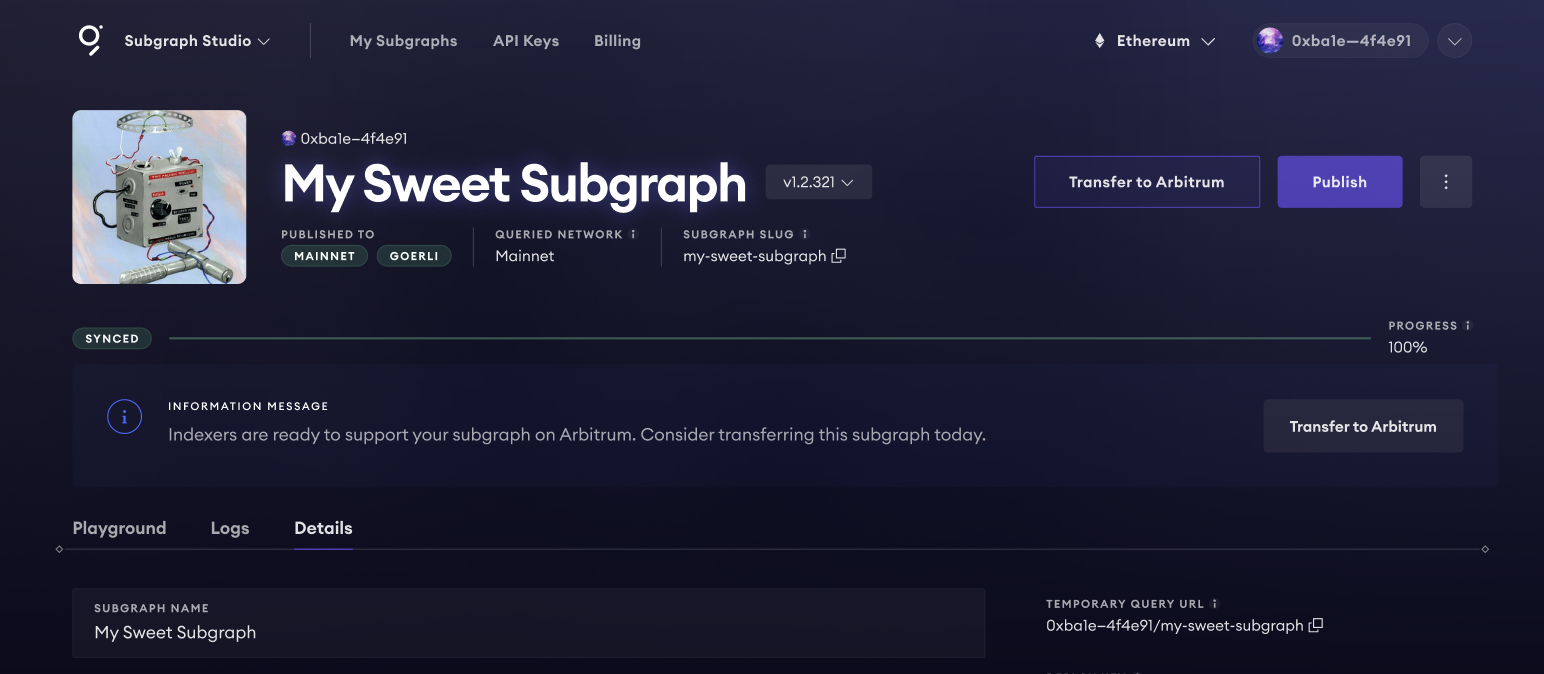 Subgraph Studio My Subgraphs API Keys Billing Ethereum 0xba1e–4f4e91
0xba1e–4f4e91
My Sweet Subgraph v1.2.321 Transfer to Arbitrum Publish
PUBLISHED TO QUERIED NETWORK SUBGRAPH SLUG
MAINNET GOERLI Mainnet my-sweet-subgraph
SYNCED
PROGRESS
100%
INFORMATION MESSAGE
Indexers are ready to support your subgraph on Arbitrum. Consider transferring this subgraph today.
Transfer to Arbitrum
Playground Logs Details
SUBGRAPH NAME
My Sweet Subgraph
TEMPORARY QUERY URL
0xba1e–4f4e91/my-sweet-subgraph